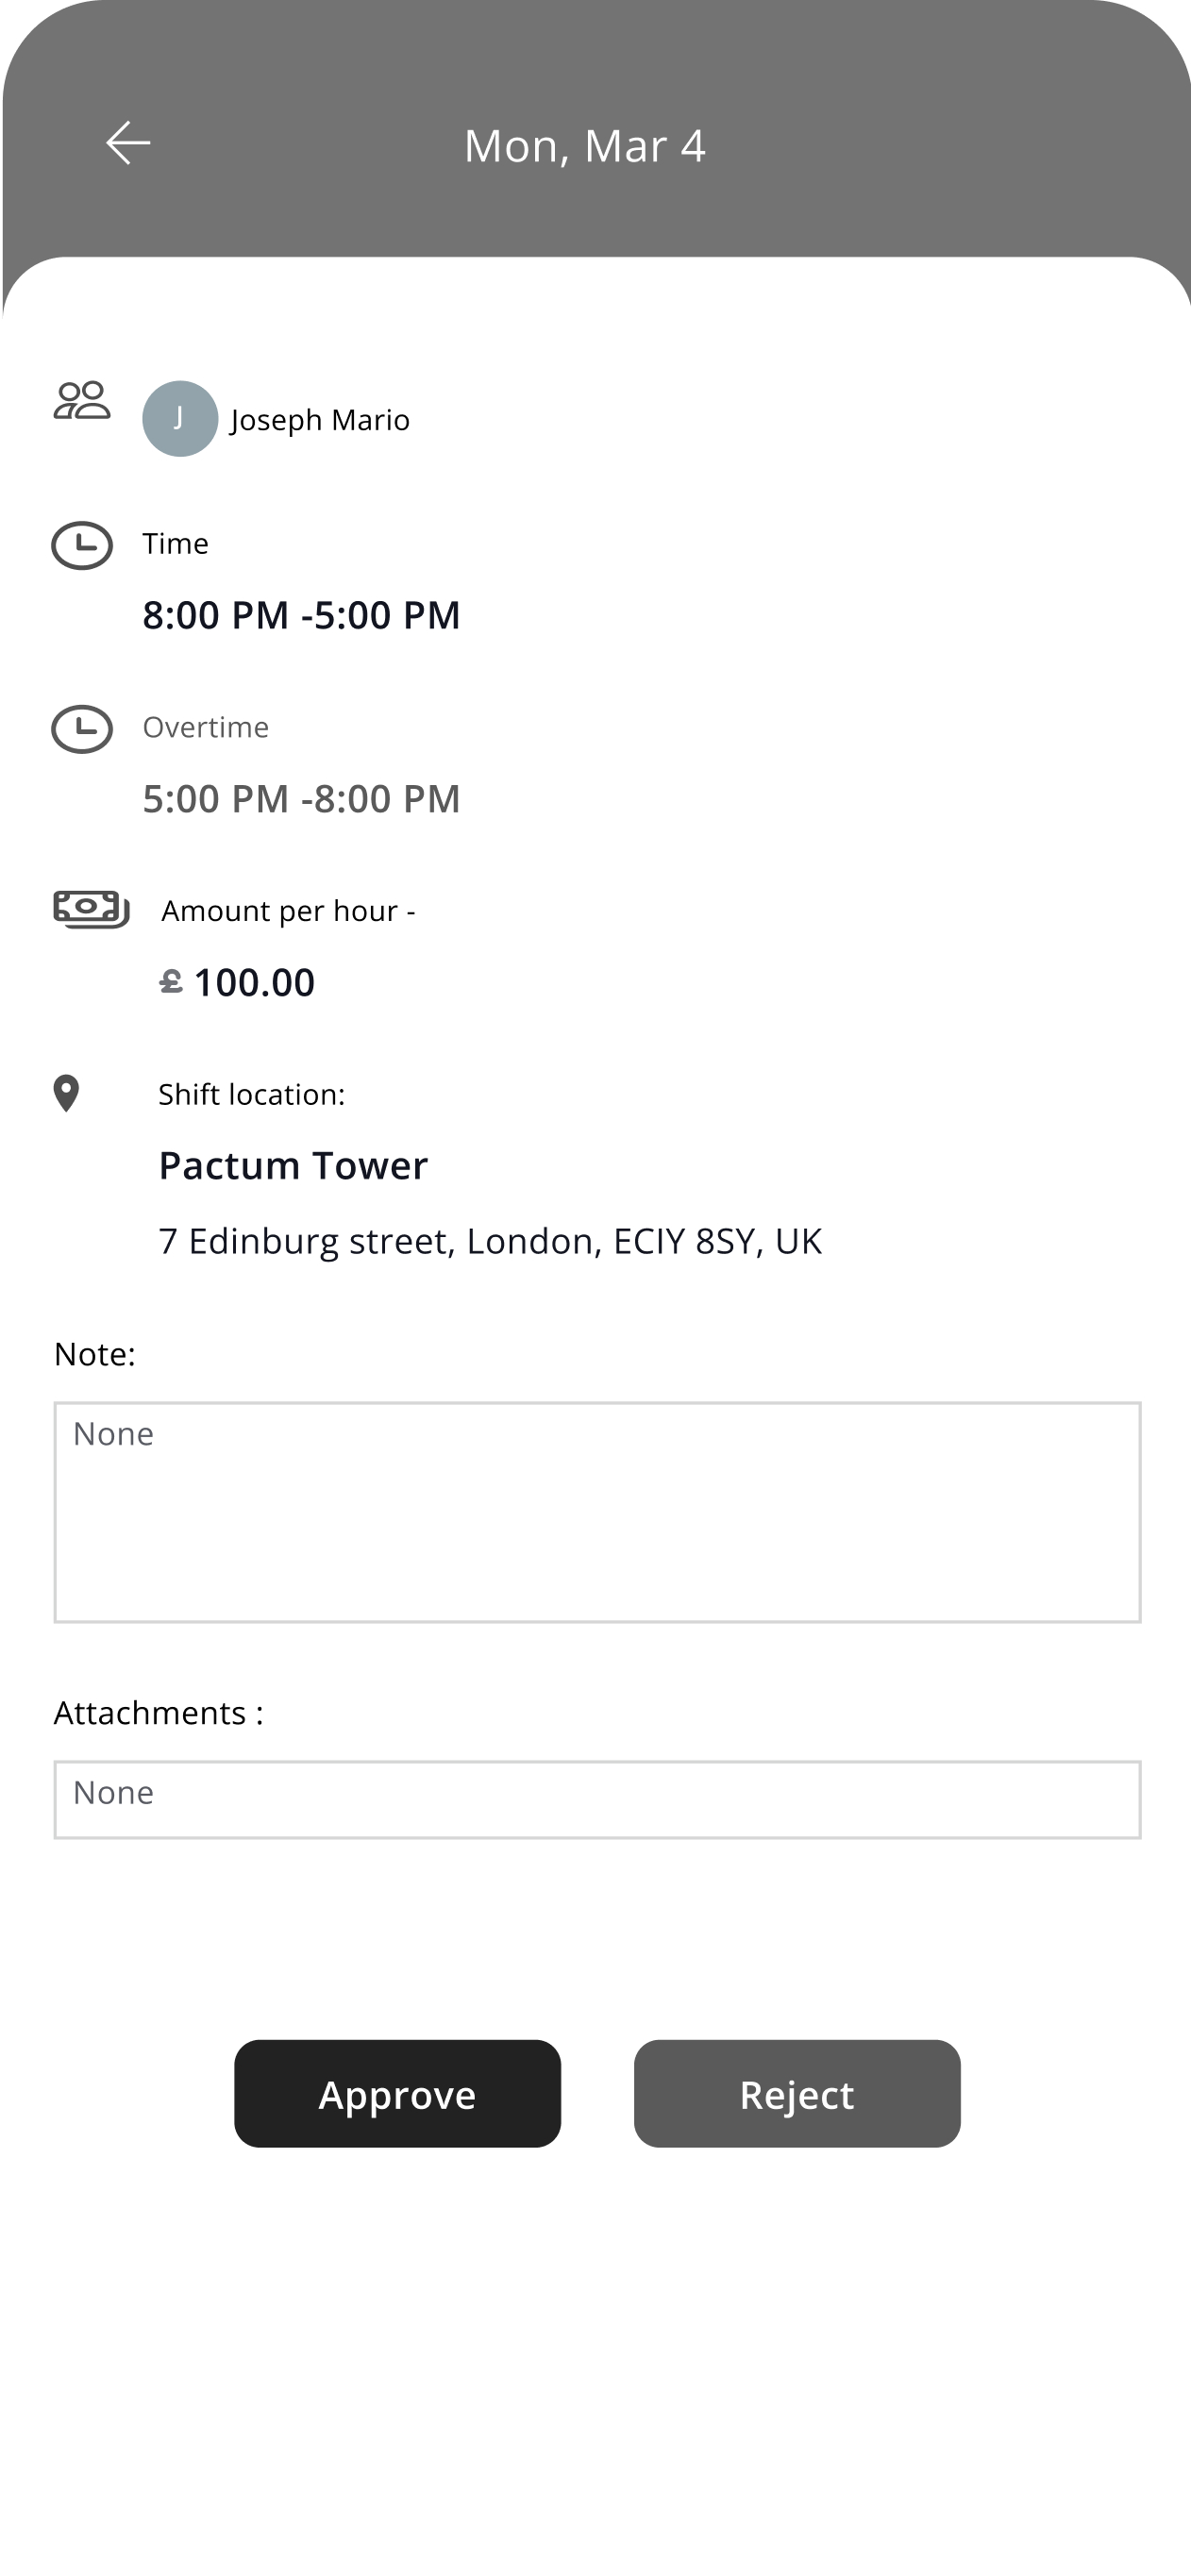 Mon, Mar 4
J
Joseph Mario
Time
8:00 PM -5:00 PM
Overtime
5:00 PM -8:00 PM
Amount per hour -
£ 100.00
Shift location:
Pactum Tower
7 Edinburg street, London, ECIY 8SY, UK
Note:
None
Attachments :
None
Approve
Reject